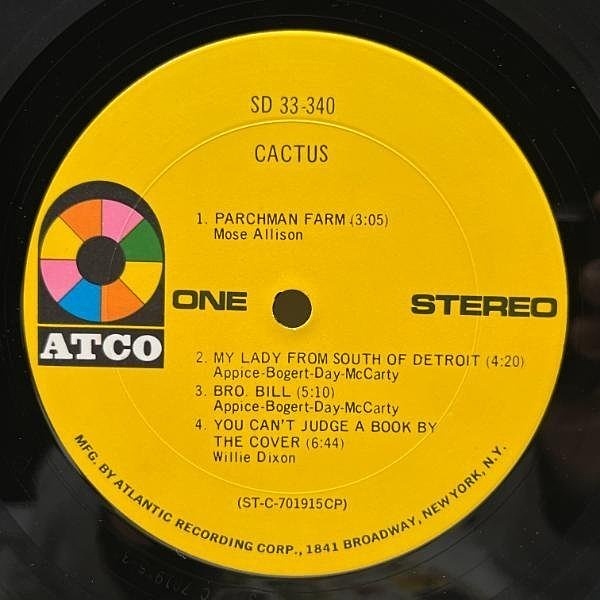 SD 33-340
CACTUS
1. PARCHMAN FARM (3:05)
Mose Allison
ONE
STEREO
ATCO
2. MY LADY FROM SOUTH OF DETROIT (4:20)
Appice-Bogert-Day-McCarty
3. BRO. BILL (5:10)
Appice-Bogert-Day-McCarty
4. YOU CAN'T JUDGE A BOOK BY
THE COVER (6:44)
Willie Dixon
(ST-C-701915CP)
MFG. BY ATLANTIC RECORDING CORP., 1841 BROADWAY, NEW YORK, N.Y.